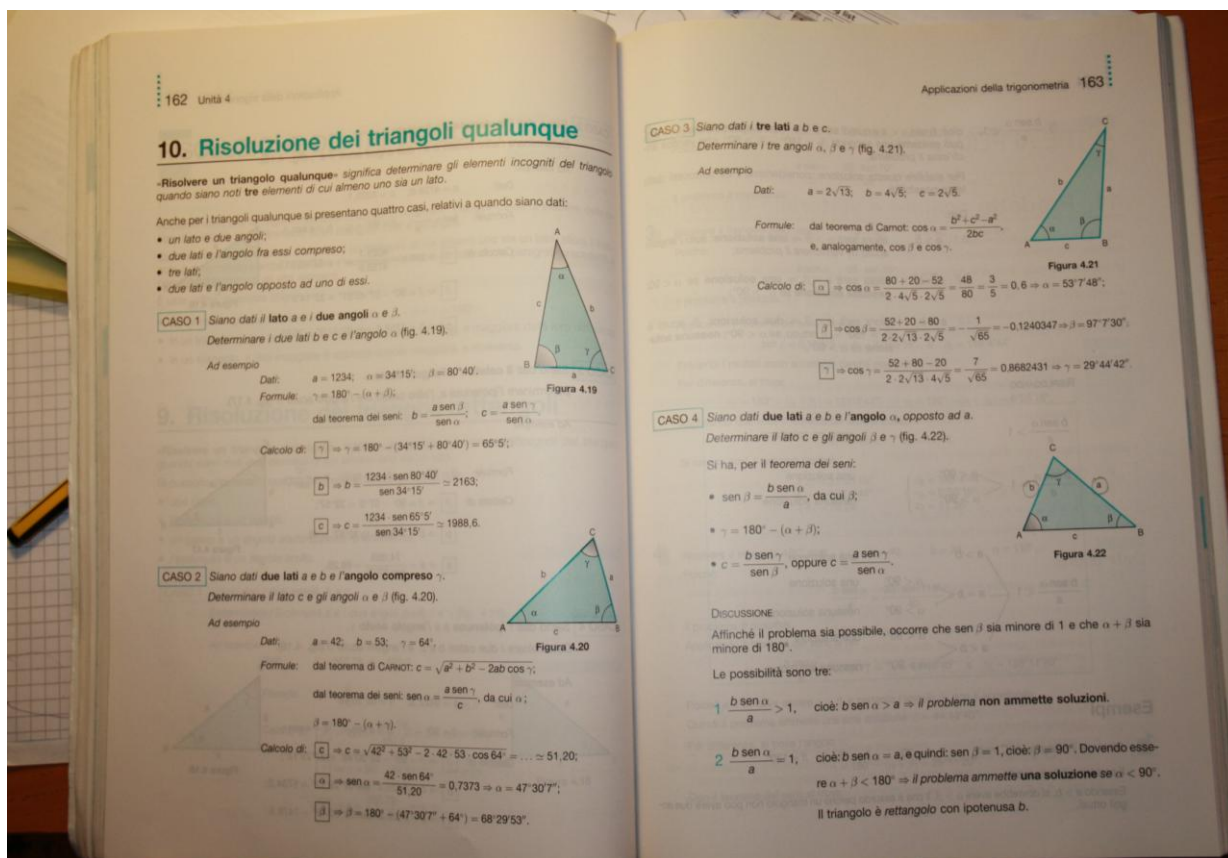 162 Unità 4
10. Risoluzione dei triangoli qualunque
«Risolvere un triangolo qualunque» significa determinare gli elementi incogniti del triangolo
quando siano noti tre elementi di cui almeno uno sia un lato.
Anche per i triangoli qualunque si presentano quattro casi, relativi a quando siano dati:
• un lato e due angoli;
• due lati e l'angolo fra essi compreso;
• tre lati;
• due lati e l'angolo opposto ad uno di essi.
CASO 1 Siano dati il lato a e i due angoli α e β.
Determinare i due lati b e c e l'angolo α (fig. 4.19).
Ad esempio
Dati: a = 1234; α = 34°15'; β = 80°40'.
Formule: γ = 180° − (α + β);
dal teorema dei seni: b = a sen β / sen α; c = a sen γ / sen α.
Calcolo di: γ ⇒ γ = 180° − (34°15' + 80°40') = 65°5';
b ⇒ b = 1234 · sen 80°40' / sen 34°15' ≃ 2163;
c ⇒ c = 1234 · sen 65°5' / sen 34°15' ≃ 1988,6.
A
α
c b
β γ
B a C
Figura 4.19
CASO 2 Siano dati due lati a e b e l'angolo compreso γ.
Determinare il lato c e gli angoli α e β (fig. 4.20).
Ad esempio
Dati: a = 42; b = 53; γ = 64°.
Formule: dal teorema di CARNOT: c = √(a² + b² − 2ab cos γ);
dal teorema dei seni: sen α = a sen γ / c, da cui α;
β = 180° − (α + γ).
Calcolo di: c ⇒ c = √(42² + 53² − 2 · 42 · 53 · cos 64°) = … ≃ 51,20;
α ⇒ sen α = 42 · sen 64° / 51,20 = 0,7373 ⇒ α = 47°30'7";
β ⇒ β = 180° − (47°30'7" + 64°) = 68°29'53".
C
γ
b a
α β
A c B
Figura 4.20
Applicazioni della trigonometria 163
CASO 3 Siano dati i tre lati a b e c.
Determinare i tre angoli α, β e γ (fig. 4.21).
Ad esempio
Dati: a = 2√13; b = 4√5; c = 2√5.
Formule: dal teorema di Carnot: cos α = b² + c² − a² / 2bc,
e, analogamente, cos β e cos γ.
Calcolo di: α ⇒ cos α = 80 + 20 − 52 / 2 · 4√5 · 2√5 = 48 / 80 = 3 / 5 = 0,6 ⇒ α = 53°7'48";
β ⇒ cos β = 52 + 20 − 80 / 2 · 2√13 · 2√5 = −1 / √65 = −0,1240347 ⇒ β = 97°7'30";
γ ⇒ cos γ = 52 + 80 − 20 / 2 · 2√13 · 4√5 = 7 / √65 = 0,8682431 ⇒ γ = 29°44'42".
C
γ
b a
α β
A c B
Figura 4.21
CASO 4 Siano dati due lati a e b e l'angolo α, opposto ad a.
Determinare il lato c e gli angoli β e γ (fig. 4.22).
Si ha, per il teorema dei seni:
• sen β = b sen α / a, da cui β;
• γ = 180° − (α + β);
• c = b sen γ / sen β, oppure c = a sen γ / sen α.
C
γ
b a
α β
A c B
Figura 4.22
DISCUSSIONE
Affinché il problema sia possibile, occorre che sen β sia minore di 1 e che α + β sia
minore di 180°.
Le possibilità sono tre:
1 b sen α / a > 1, cioè: b sen α > a ⇒ il problema non ammette soluzioni.
2 b sen α / a = 1, cioè: b sen α = a, e quindi: sen β = 1, cioè: β = 90°. Dovendo esse-
re α + β < 180° ⇒ il problema ammette una soluzione se α < 90°.
Il triangolo è rettangolo con ipotenusa b.